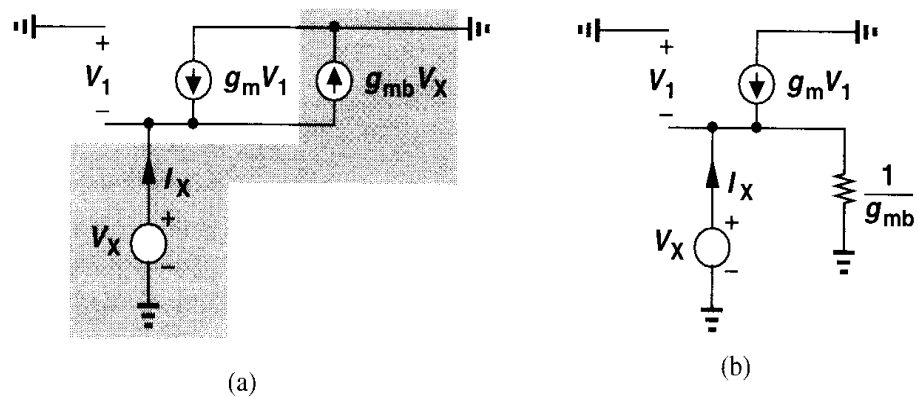 +
V1
−
gmV1
gmbVX
IX
VX
+
−
(a)
+
V1
−
gmV1
IX
VX
+
−
1
gmb
(b)